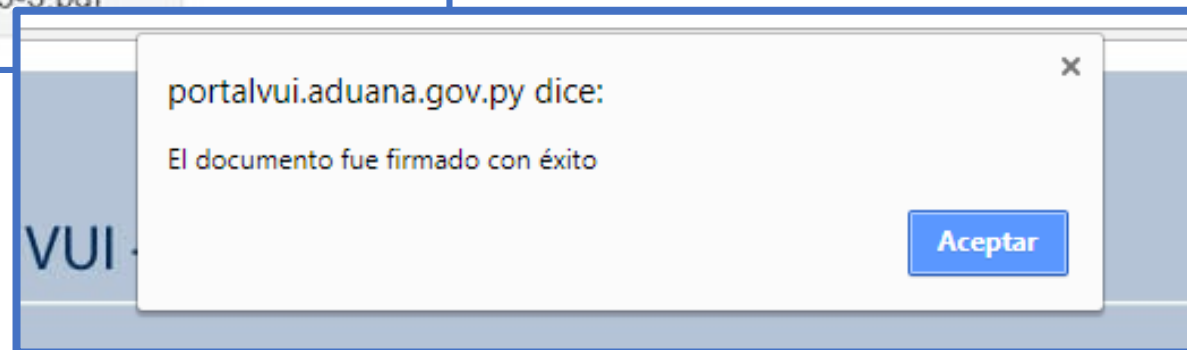 portalvui.aduana.gov.py dice:
El documento fue firmado con éxito
Aceptar
VUI -